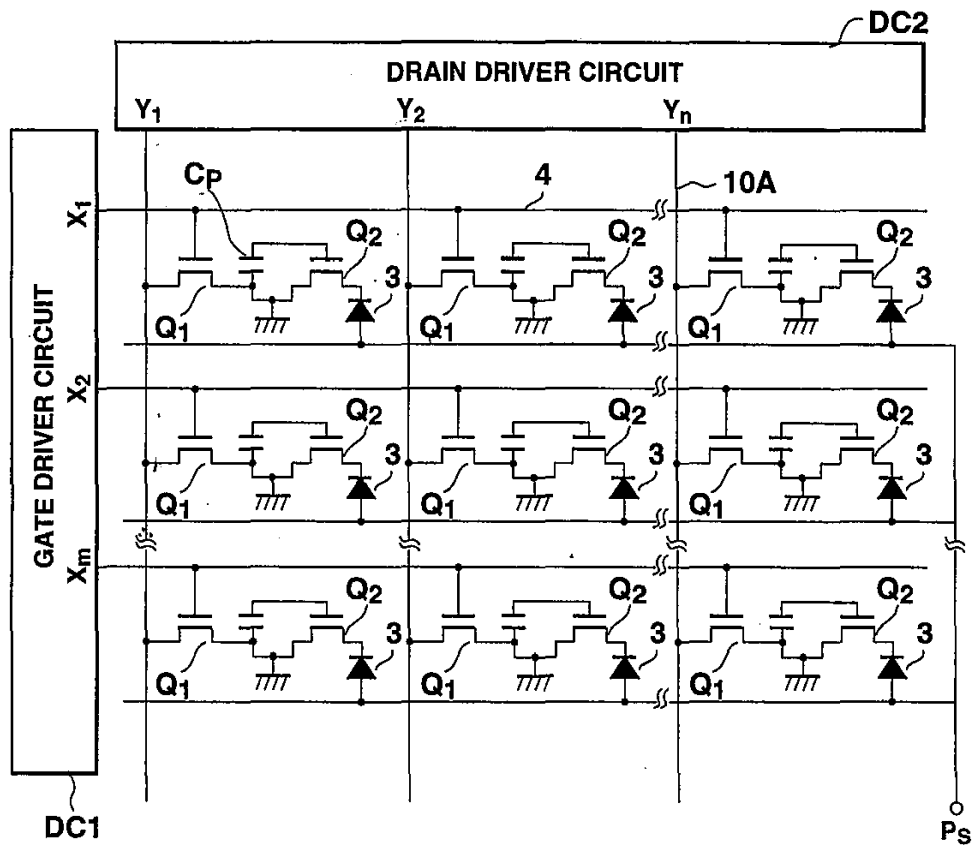 DC2
DRAIN DRIVER CIRCUIT
Y1 Y2 Yn
GATE DRIVER CIRCUIT
CP 4 10A
X1
Q2 Q2 Q2
3 3 3
Q1 Q1 Q1
X2
Q2 Q2 Q2
3 3 3
Q1 Q1 Q1
Xm
Q2 Q2 Q2
3 3 3
Q1 Q1 Q1
DC1
PS